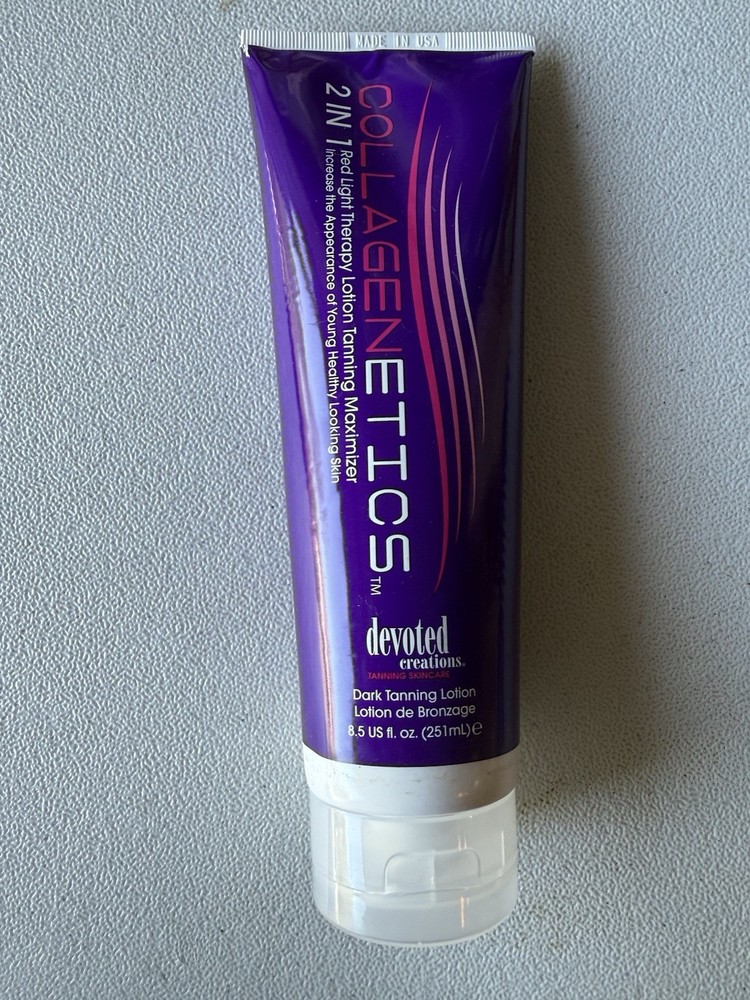 MADE IN USA
COLLAGENETICS™
2 IN 1 Red Light Therapy Lotion Tanning Maximizer
Increase the Appearance of Young Healthy Looking Skin
devoted
creations®
TANNING SKINCARE
Dark Tanning Lotion
Lotion de Bronzage
8.5 US fl. oz. (251mL) ℮